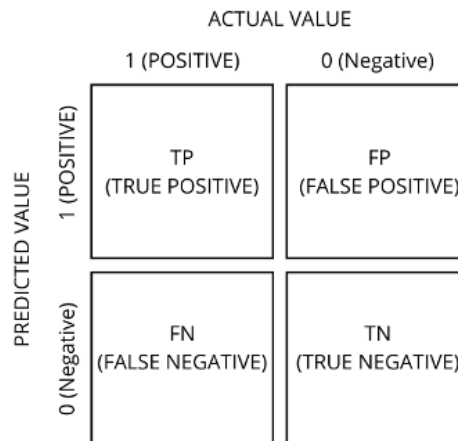 ACTUAL VALUE
1 (POSITIVE)
0 (Negative)
PREDICTED VALUE
1 (POSITIVE)
TP
(TRUE POSITIVE)
FP
(FALSE POSITIVE)
0 (Negative)
FN
(FALSE NEGATIVE)
TN
(TRUE NEGATIVE)